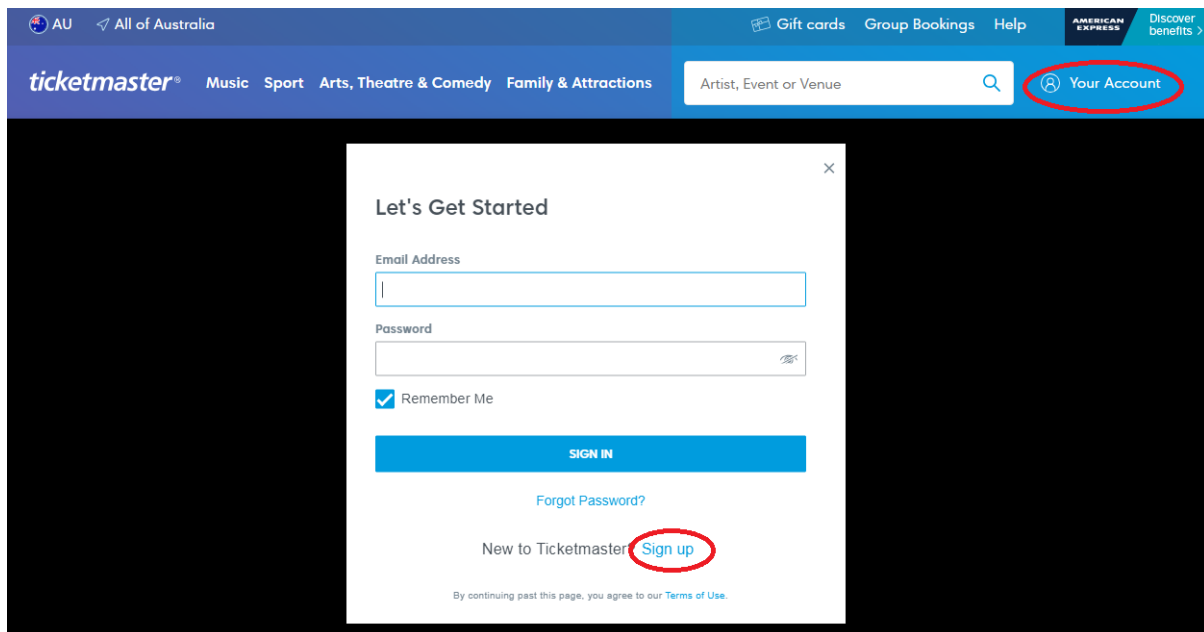 AU All of Australia Gift cards Group Bookings Help AMERICAN EXPRESS Discover benefits >
ticketmaster® Music Sport Arts, Theatre & Comedy Family & Attractions Artist, Event or Venue Your Account
Let's Get Started
Email Address
Password
Remember Me
SIGN IN
Forgot Password?
New to Ticketmaster? Sign up
By continuing past this page, you agree to our Terms of Use.